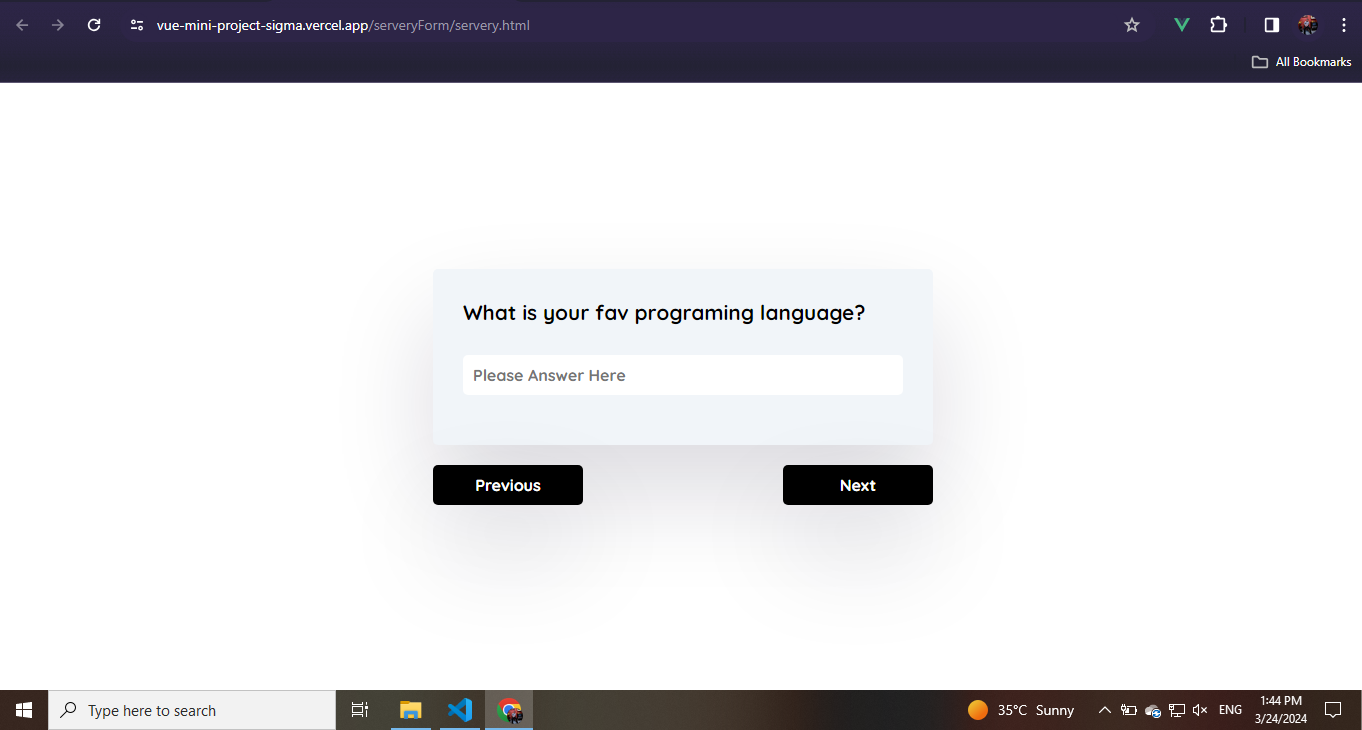 vue-mini-project-sigma.vercel.app/serveryForm/servery.html
All Bookmarks
What is your fav programing language?
Please Answer Here
Previous
Next
Type here to search
35°C Sunny
ENG
1:44 PM
3/24/2024